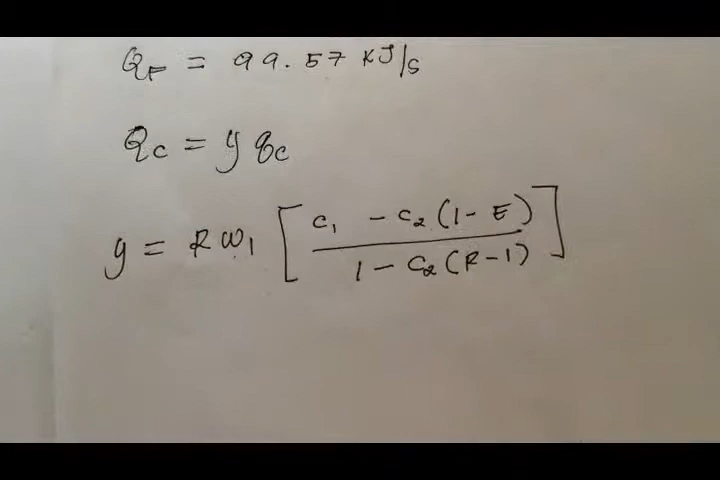 Q_F = 99.57 KJ/s
Q_c = y q_c
y = R ω_1 [ (c_1 - c_2 (1 - E)) / (1 - c_2 (R - 1)) ]